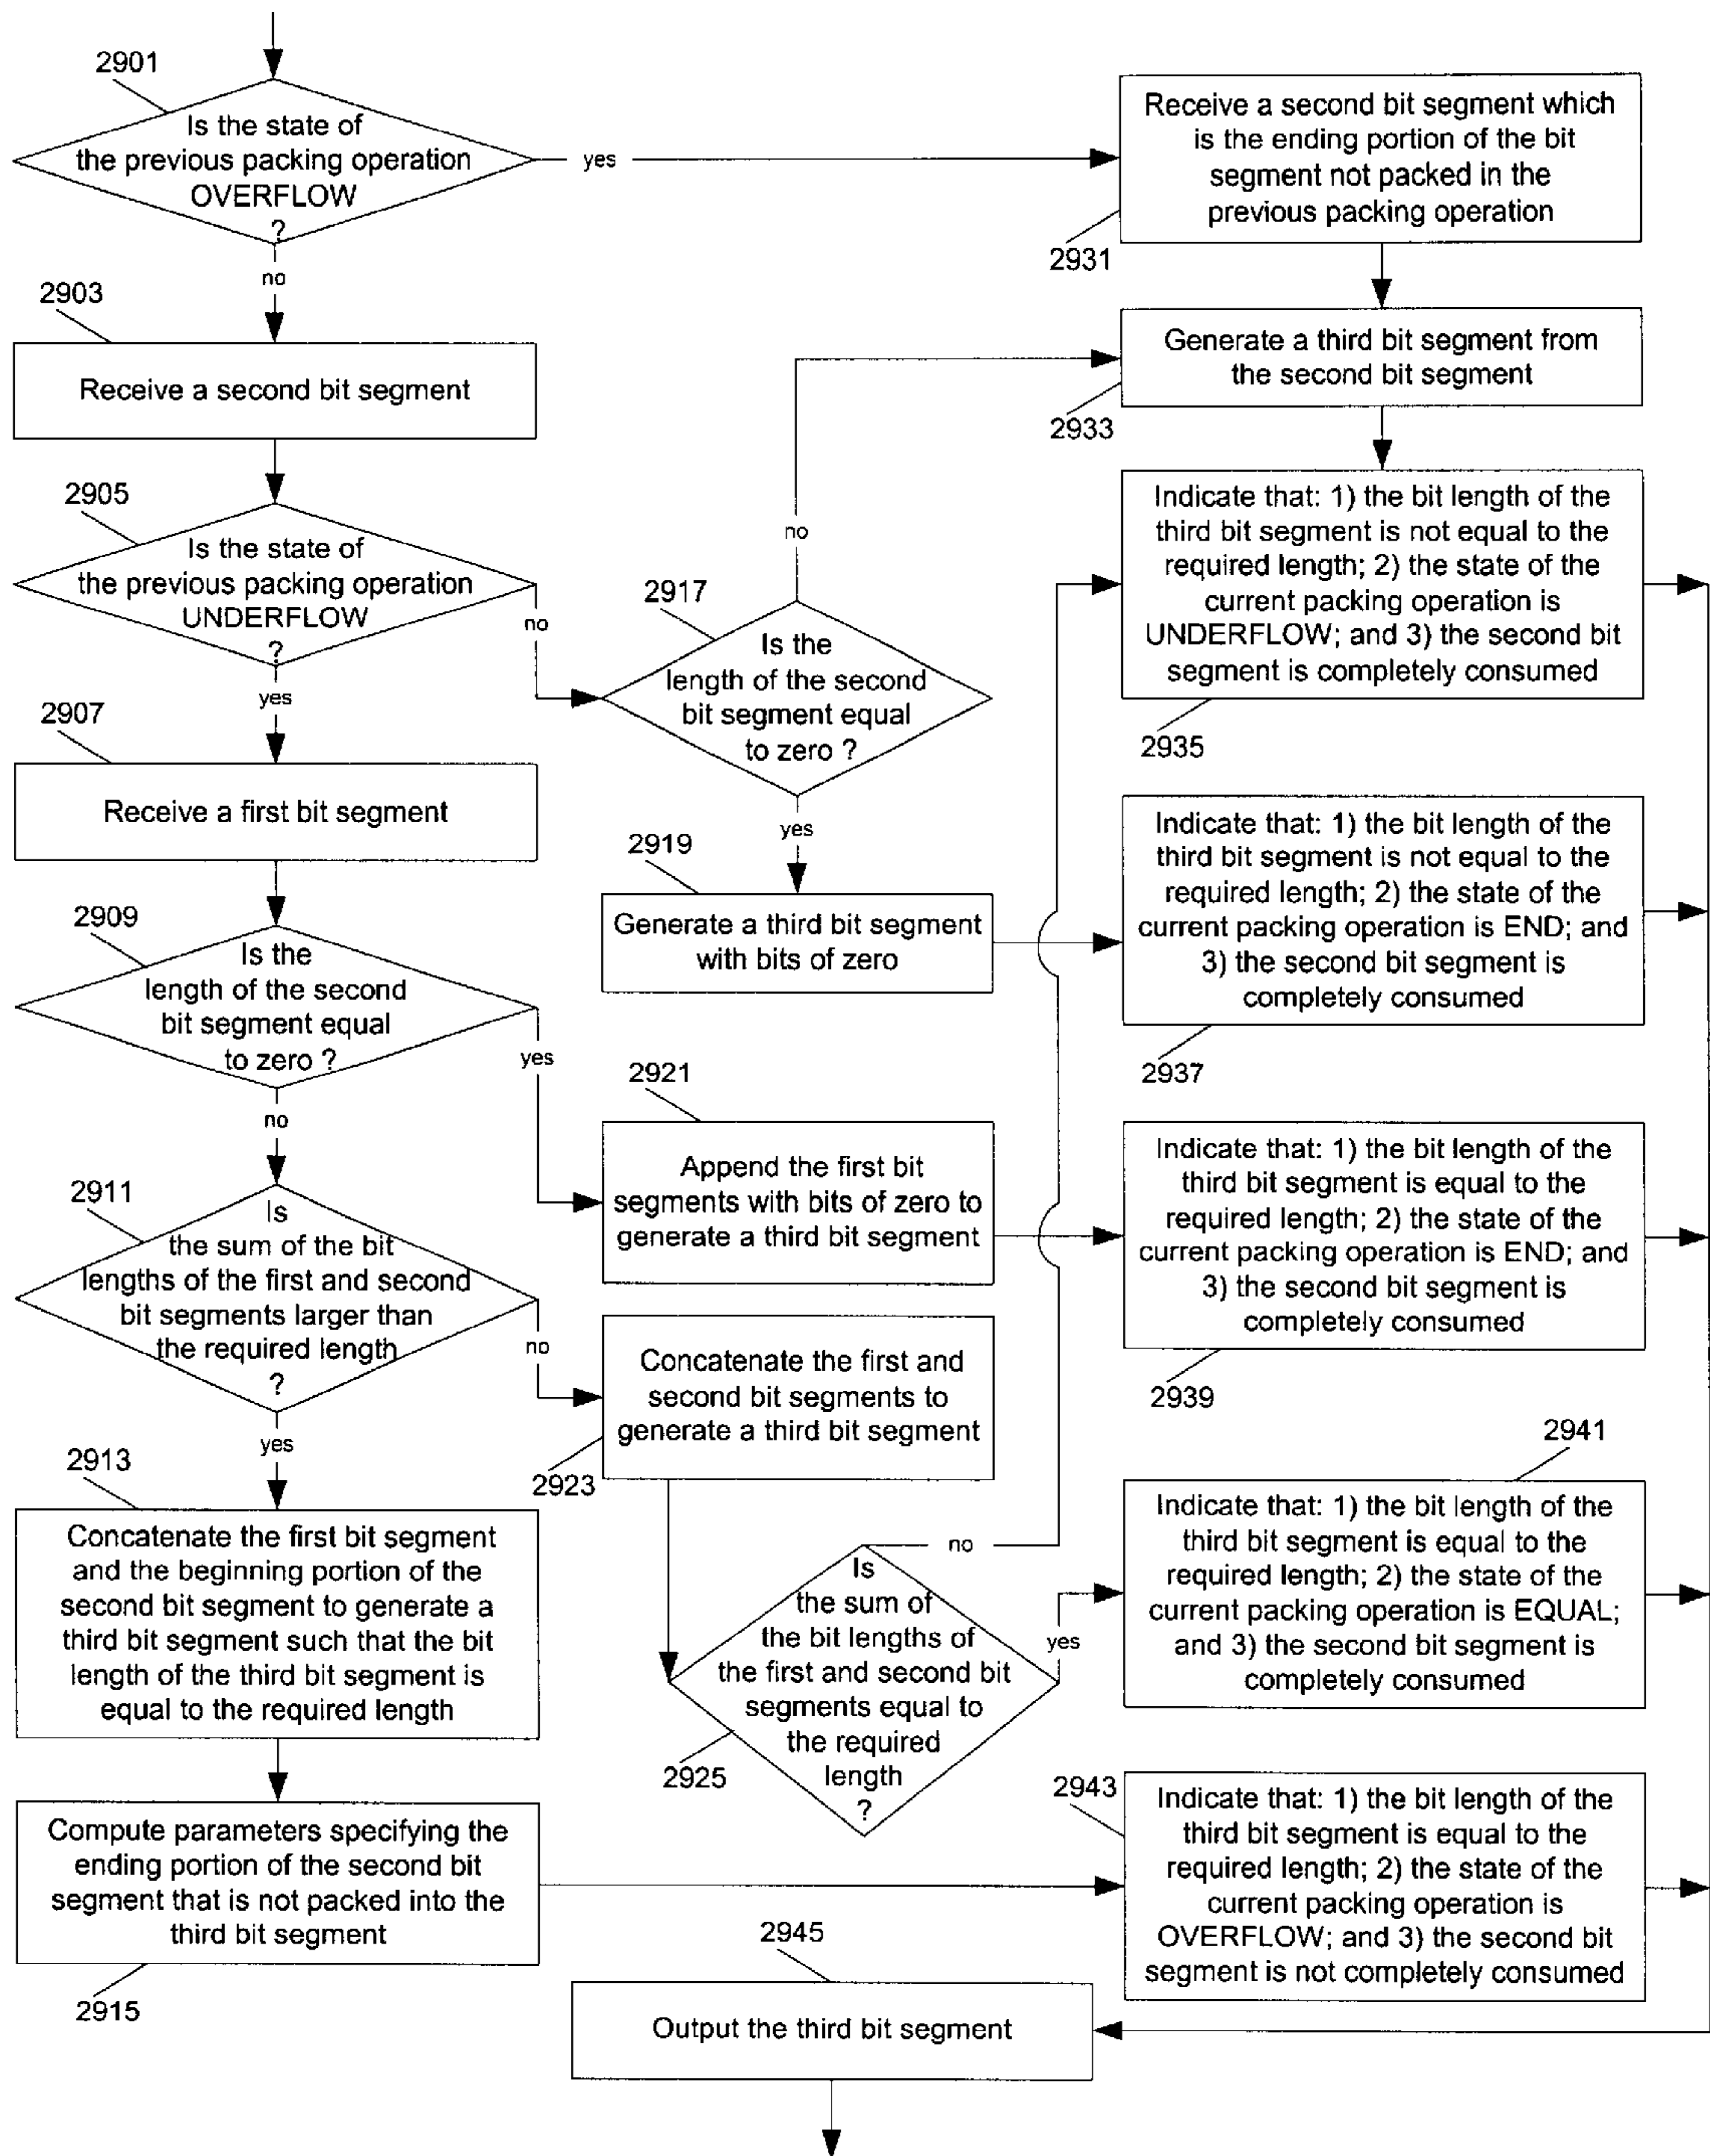 2901
Is the state of
the previous packing operation
OVERFLOW
?
yes
no
Receive a second bit segment which
is the ending portion of the bit
segment not packed in the
previous packing operation
2931
2903
Receive a second bit segment
Generate a third bit segment from
the second bit segment
2933
2905
Is the state of
the previous packing operation
UNDERFLOW
?
no
yes
2917
Is the
length of the second
bit segment equal
to zero ?
no
yes
Indicate that: 1) the bit length of the
third bit segment is not equal to the
required length; 2) the state of the
current packing operation is
UNDERFLOW; and 3) the second bit
segment is completely consumed
2935
2907
Receive a first bit segment
2919
Generate a third bit segment
with bits of zero
Indicate that: 1) the bit length of the
third bit segment is not equal to the
required length; 2) the state of the
current packing operation is END; and
3) the second bit segment is
completely consumed
2937
2909
Is the
length of the second
bit segment equal
to zero ?
yes
no
2921
Append the first bit
segments with bits of zero to
generate a third bit segment
Indicate that: 1) the bit length of the
third bit segment is equal to the
required length; 2) the state of the
current packing operation is END; and
3) the second bit segment is
completely consumed
2939
2911
Is
the sum of the bit
lengths of the first and second
bit segments larger than
the required length
?
no
yes
Concatenate the first and
second bit segments to
generate a third bit segment
2923
2941
Indicate that: 1) the bit length of the
third bit segment is equal to the
required length; 2) the state of the
current packing operation is EQUAL;
and 3) the second bit segment is
completely consumed
2913
Concatenate the first bit segment
and the beginning portion of the
second bit segment to generate a
third bit segment such that the bit
length of the third bit segment is
equal to the required length
no
Is
the sum of
the bit lengths of
the first and second bit
segments equal to
the required
length
?
yes
2925
2943
Indicate that: 1) the bit length of the
third bit segment is equal to the
required length; 2) the state of the
current packing operation is
OVERFLOW; and 3) the second bit
segment is not completely consumed
Compute parameters specifying the
ending portion of the second bit
segment that is not packed into the
third bit segment
2915
2945
Output the third bit segment